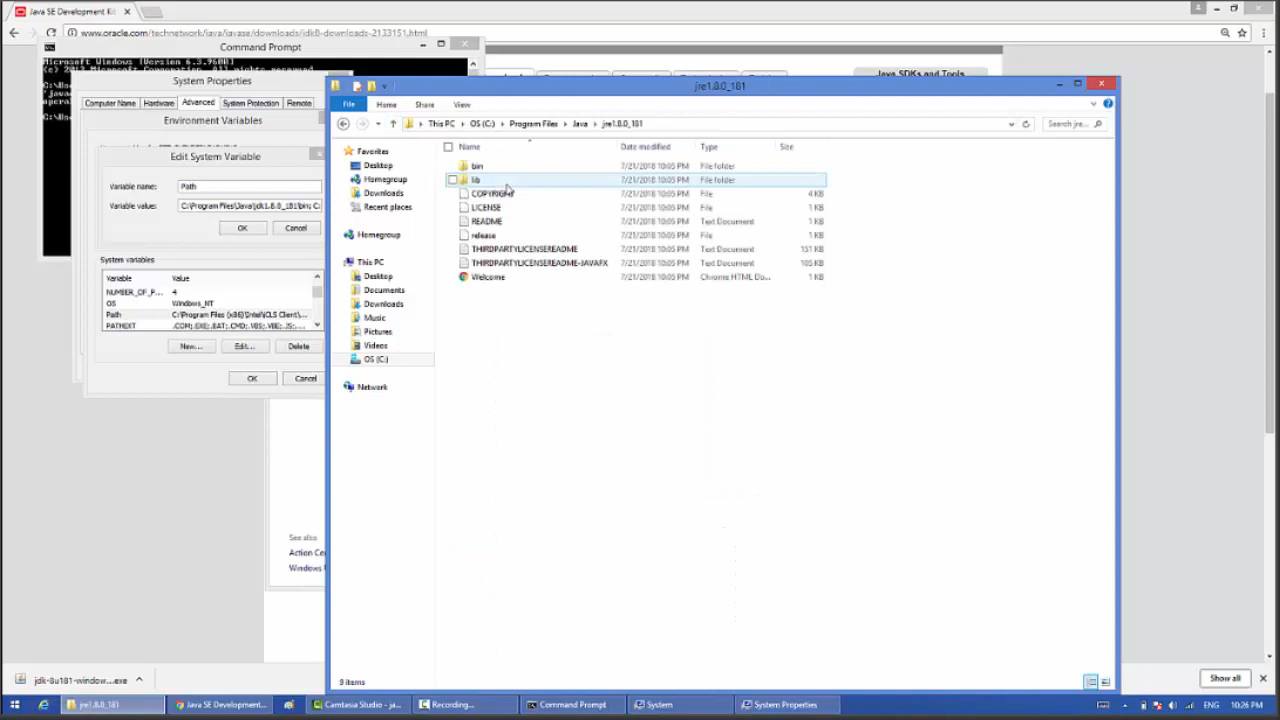 Java SE Development Kit
www.oracle.com/technetwork/java/javase/downloads/jdk8-downloads-2133151.html
Command Prompt
Microsoft Windows [Version 6.3.9600]
(c) 2013 Microsoft Corporation. All rights reserved.
C:\Us
'javac
opera
C:\Us
Java SDKs and Tools
System Properties
Computer Name Hardware Advanced System Protection Remote
Environment Variables
Edit System Variable
Variable name: Path
Variable value: C:\Program Files\Java\jdk1.8.0_181\bin; C:
OK Cancel
System variables
Variable Value
NUMBER_OF_P... 4
OS Windows_NT
Path C:\Program Files (x86)\Intel\iCLS Client\...
PATHEXT .COM;.EXE;.BAT;.CMD;.VBS;.VBE;.JS;...
New... Edit... Delete
OK Cancel
See also
Action Ce
Windows
jre1.8.0_181
File Home Share View
This PC OS (C:) Program Files Java jre1.8.0_181
Search jre...
Favorites
Desktop
Homegroup
Downloads
Recent places
Homegroup
This PC
Desktop
Documents
Downloads
Music
Pictures
Videos
OS (C:)
Network
Name Date modified Type Size
bin 7/21/2018 10:05 PM File folder
lib 7/21/2018 10:05 PM File folder
COPYRIGHT 7/21/2018 10:05 PM File 4 KB
LICENSE 7/21/2018 10:05 PM File 1 KB
README 7/21/2018 10:05 PM Text Document 1 KB
release 7/21/2018 10:05 PM File 1 KB
THIRDPARTYLICENSEREADME 7/21/2018 10:05 PM Text Document 151 KB
THIRDPARTYLICENSEREADME-JAVAFX 7/21/2018 10:05 PM Text Document 105 KB
Welcome 7/21/2018 10:05 PM Chrome HTML Do... 1 KB
9 items
jdk-8u181-window....exe
Show all
jre1.8.0_181 Java SE Development... Camtasia Studio - ja... Recording... Command Prompt System System Properties ENG 10:26 PM